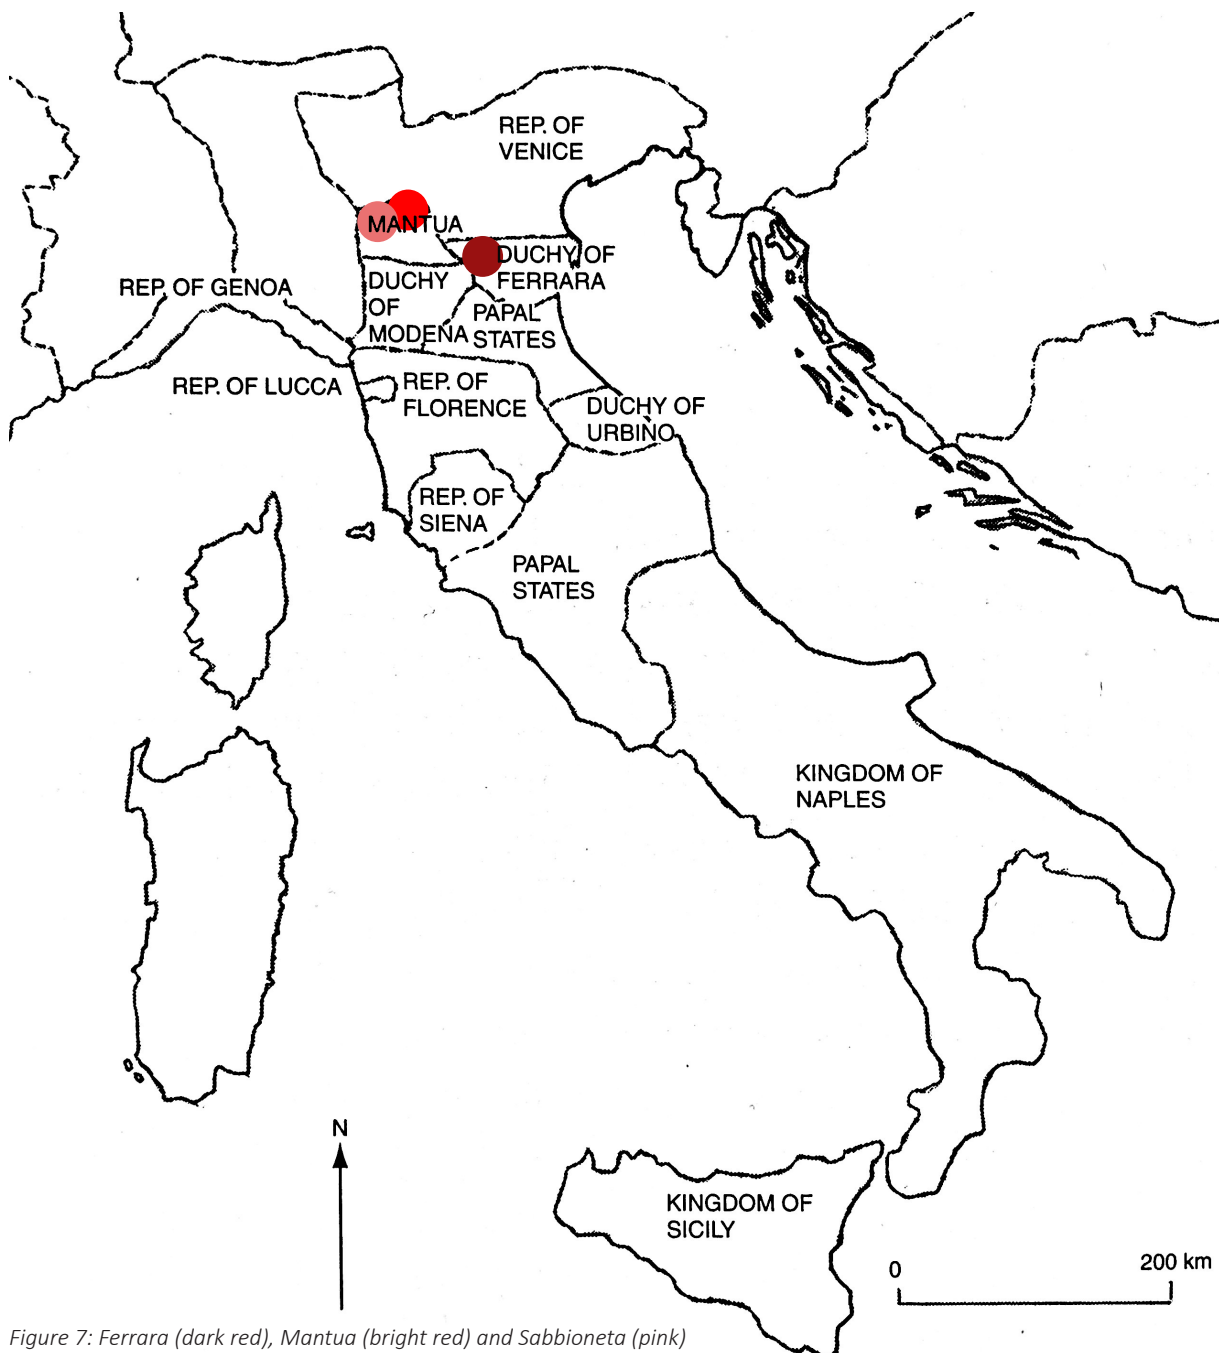 REP. OF
VENICE
MANTUA
DUCHY OF
FERRARA
DUCHY
OF
MODENA
REP. OF GENOA
PAPAL
STATES
REP. OF LUCCA
REP. OF
FLORENCE
DUCHY OF
URBINO
REP. OF
SIENA
PAPAL
STATES
KINGDOM OF
NAPLES
N
KINGDOM OF
SICILY
0
200 km
Figure 7: Ferrara (dark red), Mantua (bright red) and Sabbioneta (pink)